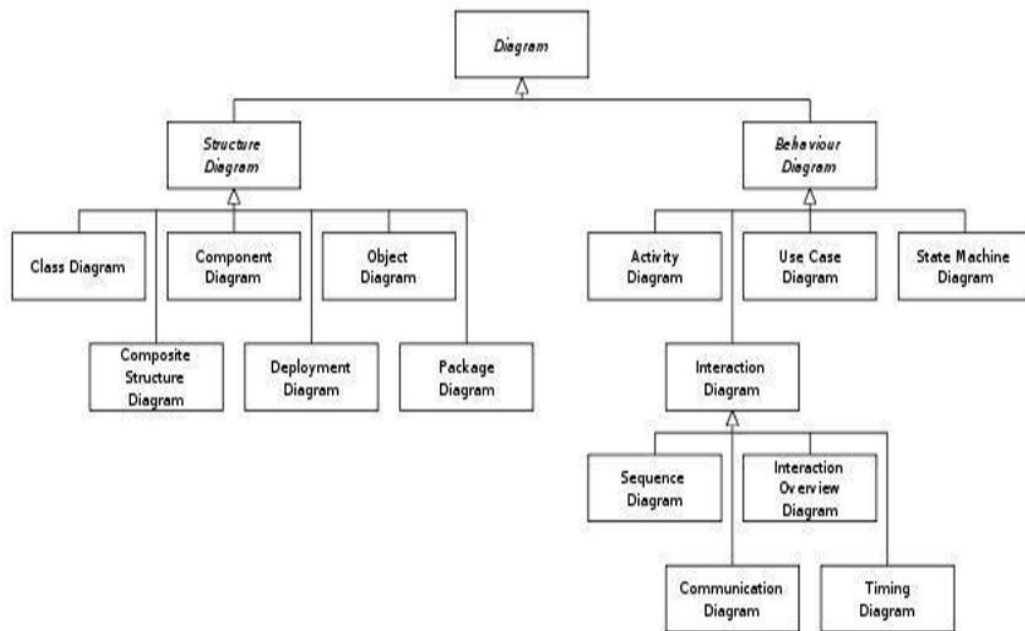 Diagram
Structure
Diagram
Behaviour
Diagram
Class Diagram
Component
Diagram
Object
Diagram
Activity
Diagram
Use Case
Diagram
State Machine
Diagram
Composite
Structure
Diagram
Deployment
Diagram
Package
Diagram
Interaction
Diagram
Sequence
Diagram
Interaction
Overview
Diagram
Communication
Diagram
Timing
Diagram